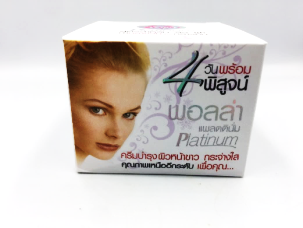 4 วันพร้อม
พิสูจน์
พอลล่า
แพลตตินั่ม
Platinum
ครีมบำรุงผิวหน้าขาว กระจ่างใส
คุณภาพเหนืออีกระดับ เพื่อคุณ...